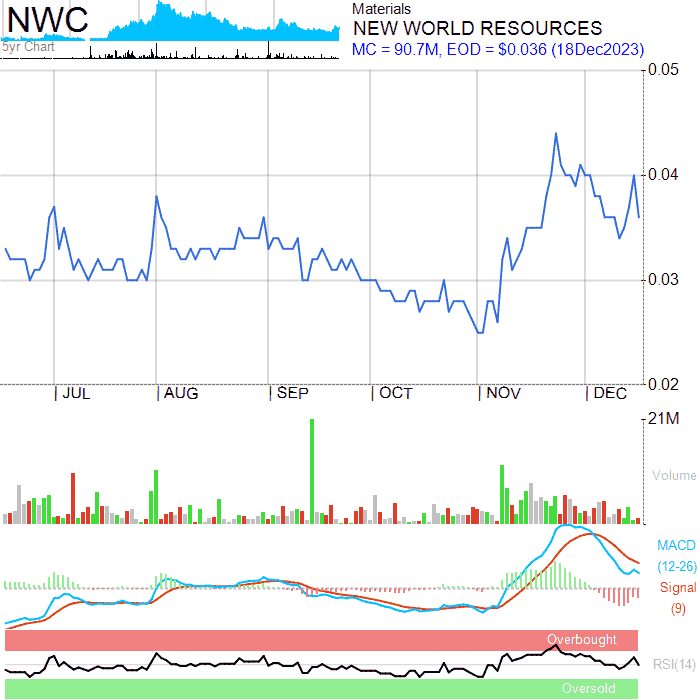 NWC
5yr Chart
Materials
NEW WORLD RESOURCES
MC = 90.7M, EOD = $0.036 (18Dec2023)
0.05
0.04
0.03
0.02
JUL
AUG
SEP
OCT
NOV
DEC
21M
Volume
MACD
(12-26)
Signal
(9)
Overbought
RSI(14)
Oversold